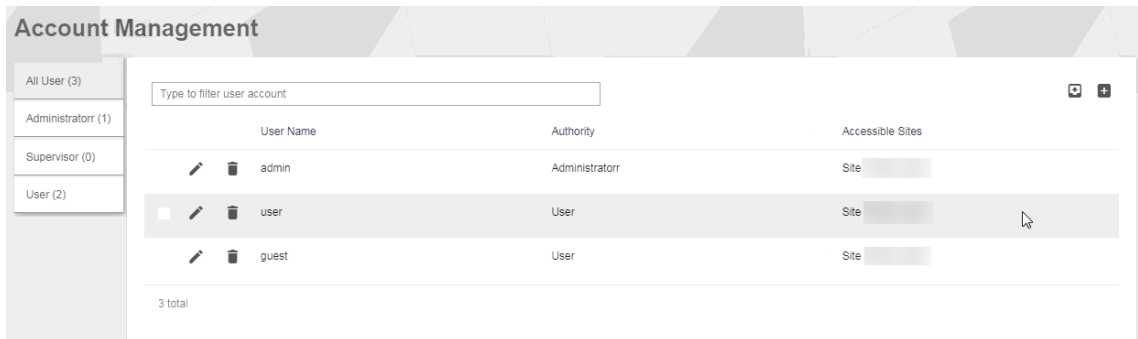 Account Management
All User (3)
Administratorr (1)
Supervisor (0)
User (2)
Type to filter user account
User Name Authority Accessible Sites
admin Administratorr Site
user User Site
guest User Site
3 total